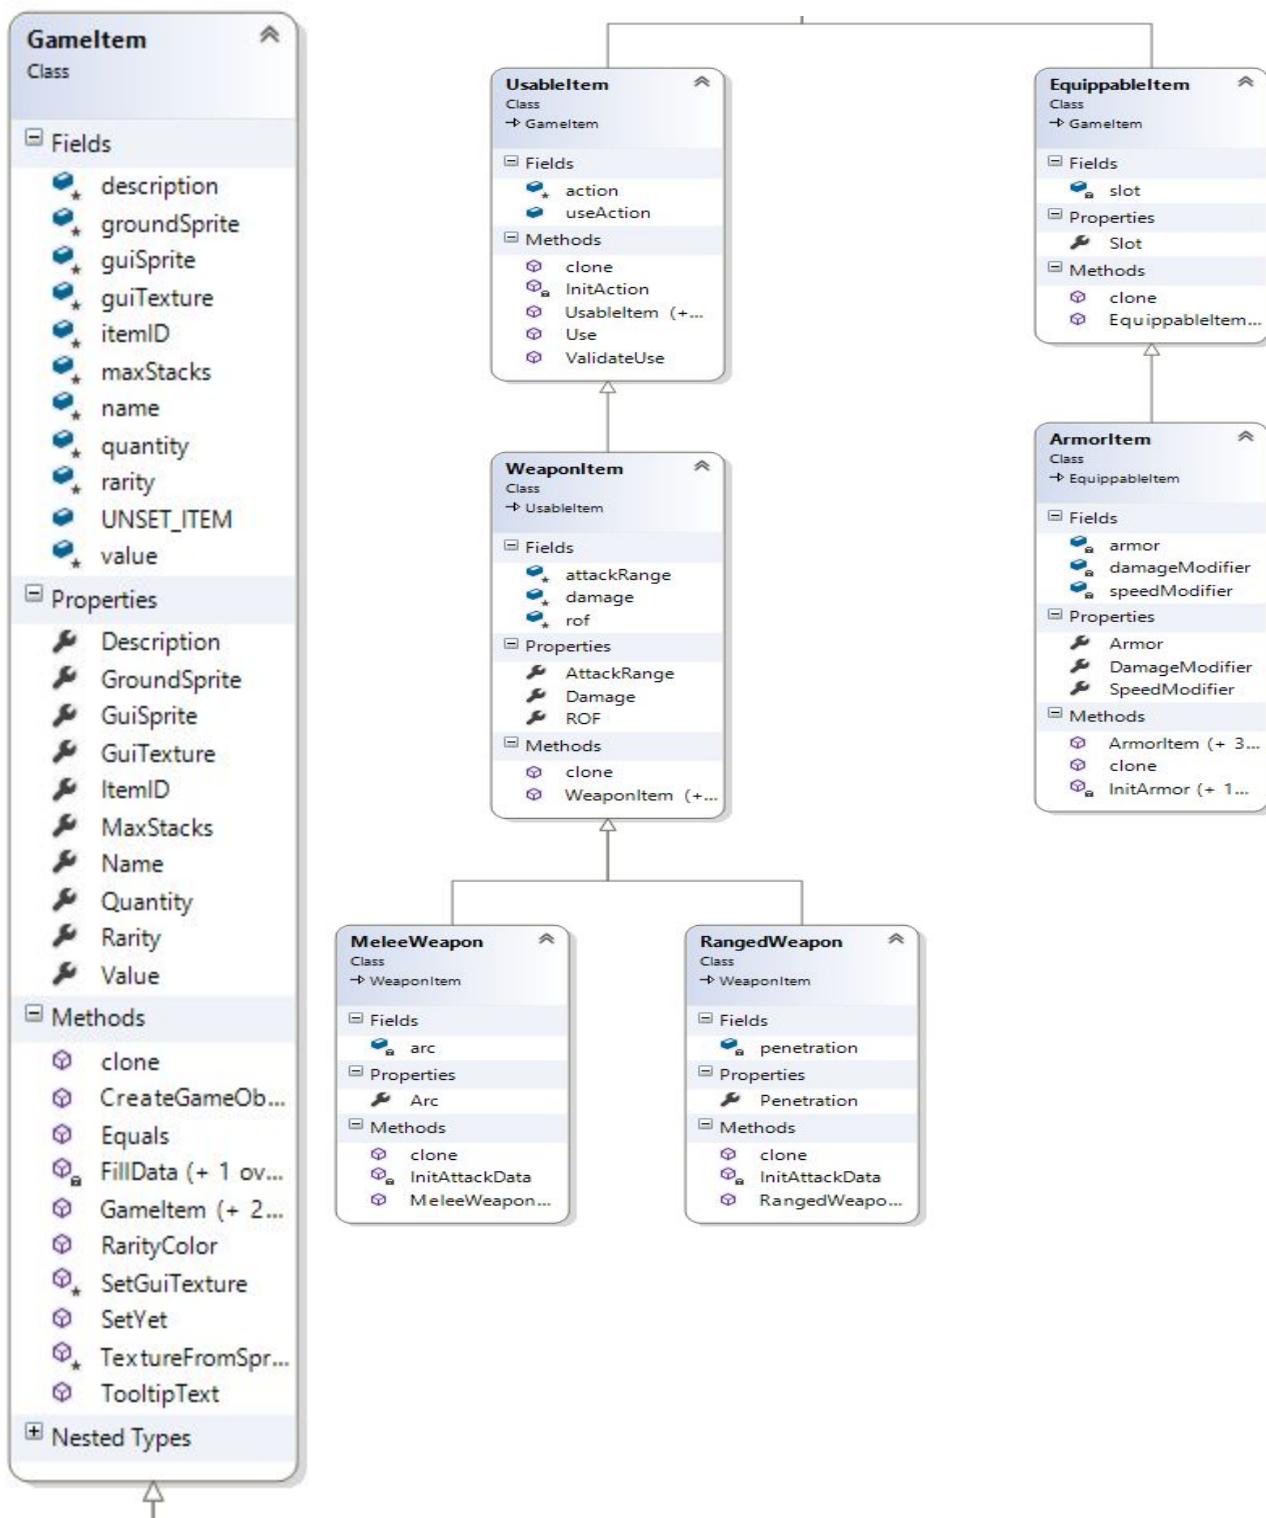 GameItem
Class
Fields
description
groundSprite
guiSprite
guiTexture
itemID
maxStacks
name
quantity
rarity
UNSET_ITEM
value
Properties
Description
GroundSprite
GuiSprite
GuiTexture
ItemID
MaxStacks
Name
Quantity
Rarity
Value
Methods
clone
CreateGameOb...
Equals
FillData (+ 1 ov...
GameItem (+ 2...
RarityColor
SetGuiTexture
SetYet
TextureFromSpr...
TooltipText
Nested Types
UsableItem
Class
GameItem
Fields
action
useAction
Methods
clone
InitAction
UsableItem (+...
Use
ValidateUse
WeaponItem
Class
UsableItem
Fields
attackRange
damage
rof
Properties
AttackRange
Damage
ROF
Methods
clone
WeaponItem (+...
MeleeWeapon
Class
WeaponItem
Fields
arc
Properties
Arc
Methods
clone
InitAttackData
MeleeWeapon...
RangedWeapon
Class
WeaponItem
Fields
penetration
Properties
Penetration
Methods
clone
InitAttackData
RangedWeapo...
EquippableItem
Class
GameItem
Fields
slot
Properties
Slot
Methods
clone
EquippableItem...
ArmorItem
Class
EquippableItem
Fields
armor
damageModifier
speedModifier
Properties
Armor
DamageModifier
SpeedModifier
Methods
ArmorItem (+ 3...
clone
InitArmor (+ 1...